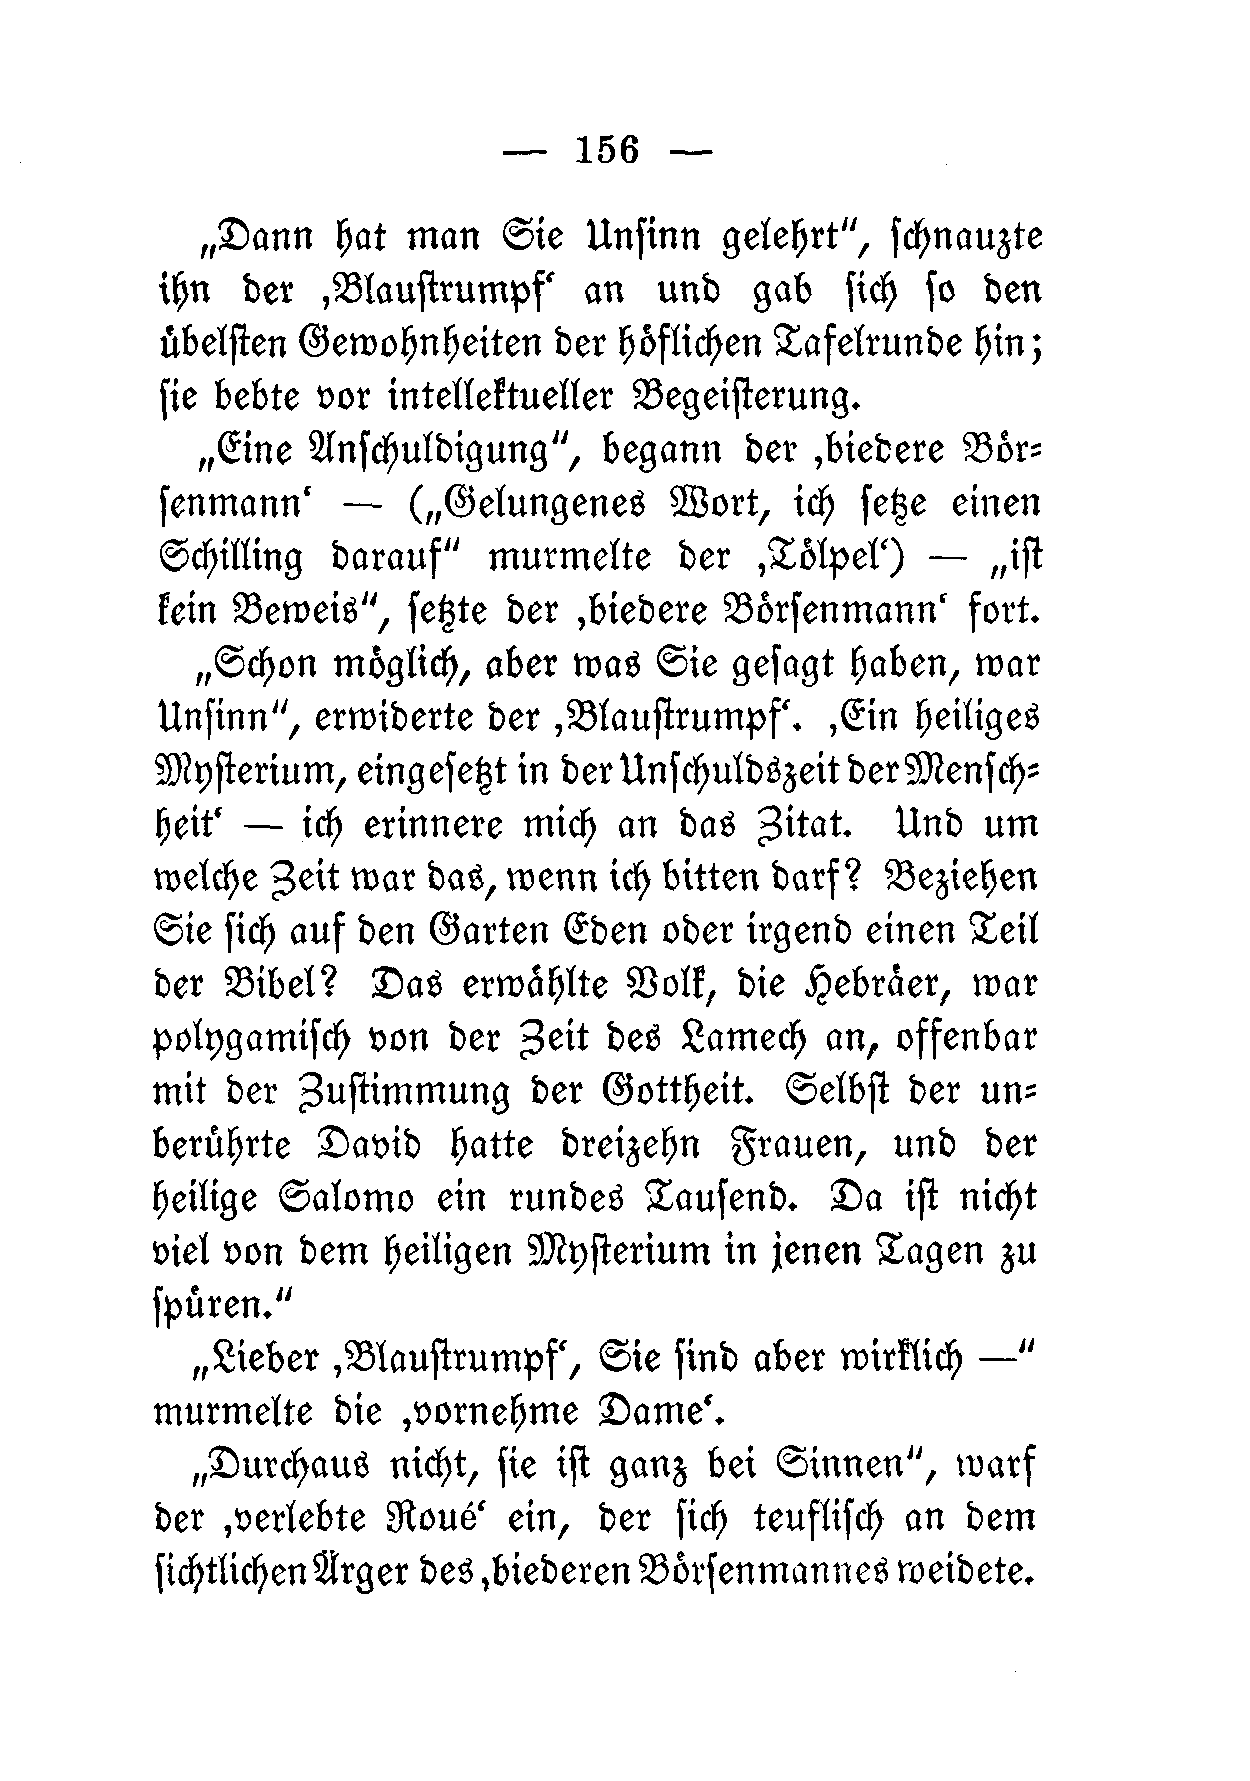 — 156 —
„Dann hat man Sie Unſinn gelehrt“, ſchnauzte
ihn der ‚Blauſtrumpf‘ an und gab ſich ſo den
übelſten Gewohnheiten der höflichen Tafelrunde hin;
ſie bebte vor intellektueller Begeiſterung.
„Eine Anſchuldigung“, begann der ‚biedere Bör-
ſenmann‘ — („Gelungenes Wort, ich ſetze einen
Schilling darauf“ murmelte der ‚Tölpel‘) — „iſt
kein Beweis“, ſetzte der ‚biedere Börſenmann‘ fort.
„Schon möglich, aber was Sie geſagt haben, war
Unſinn“, erwiderte der ‚Blauſtrumpf‘. ‚Ein heiliges
Myſterium, eingeſetzt in der Unſchuldszeit der Menſch-
heit‘ — ich erinnere mich an das Zitat. Und um
welche Zeit war das, wenn ich bitten darf? Beziehen
Sie ſich auf den Garten Eden oder irgend einen Teil
der Bibel? Das erwählte Volk, die Hebräer, war
polygamiſch von der Zeit des Lamech an, offenbar
mit der Zuſtimmung der Gottheit. Selbſt der un-
berührte David hatte dreizehn Frauen, und der
heilige Salomo ein rundes Tauſend. Da iſt nicht
viel von dem heiligen Myſterium in jenen Tagen zu
ſpüren.“
„Lieber ‚Blauſtrumpf‘, Sie ſind aber wirklich —“
murmelte die ‚vornehme Dame‘.
„Durchaus nicht, ſie iſt ganz bei Sinnen“, warf
der ‚verlebte Roué‘ ein, der ſich teufliſch an dem
ſichtlichen Ärger des ‚biederen Börſenmannes weidete.